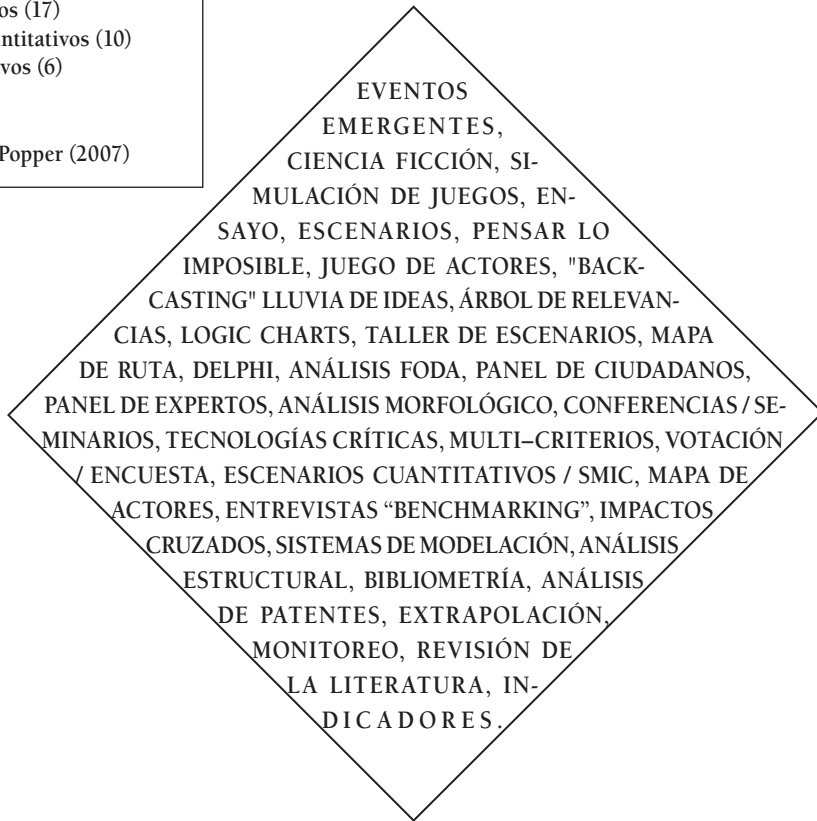 os (17)
ntitativos (10)
vos (6)
Popper (2007)
EVENTOS
EMERGENTES,
CIENCIA FICCIÓN, SI-
MULACIÓN DE JUEGOS, EN-
SAYO, ESCENARIOS, PENSAR LO
IMPOSIBLE, JUEGO DE ACTORES, "BACK-
CASTING" LLUVIA DE IDEAS, ÁRBOL DE RELEVAN-
CIAS, LOGIC CHARTS, TALLER DE ESCENARIOS, MAPA
DE RUTA, DELPHI, ANÁLISIS FODA, PANEL DE CIUDADANOS,
PANEL DE EXPERTOS, ANÁLISIS MORFOLÓGICO, CONFERENCIAS / SE-
MINARIOS, TECNOLOGÍAS CRÍTICAS, MULTI–CRITERIOS, VOTACIÓN
/ ENCUESTA, ESCENARIOS CUANTITATIVOS / SMIC, MAPA DE
ACTORES, ENTREVISTAS “BENCHMARKING”, IMPACTOS
CRUZADOS, SISTEMAS DE MODELACIÓN, ANÁLISIS
ESTRUCTURAL, BIBLIOMETRÍA, ANÁLISIS
DE PATENTES, EXTRAPOLACIÓN,
MONITOREO, REVISIÓN DE
LA LITERATURA, IN-
DICADORES.